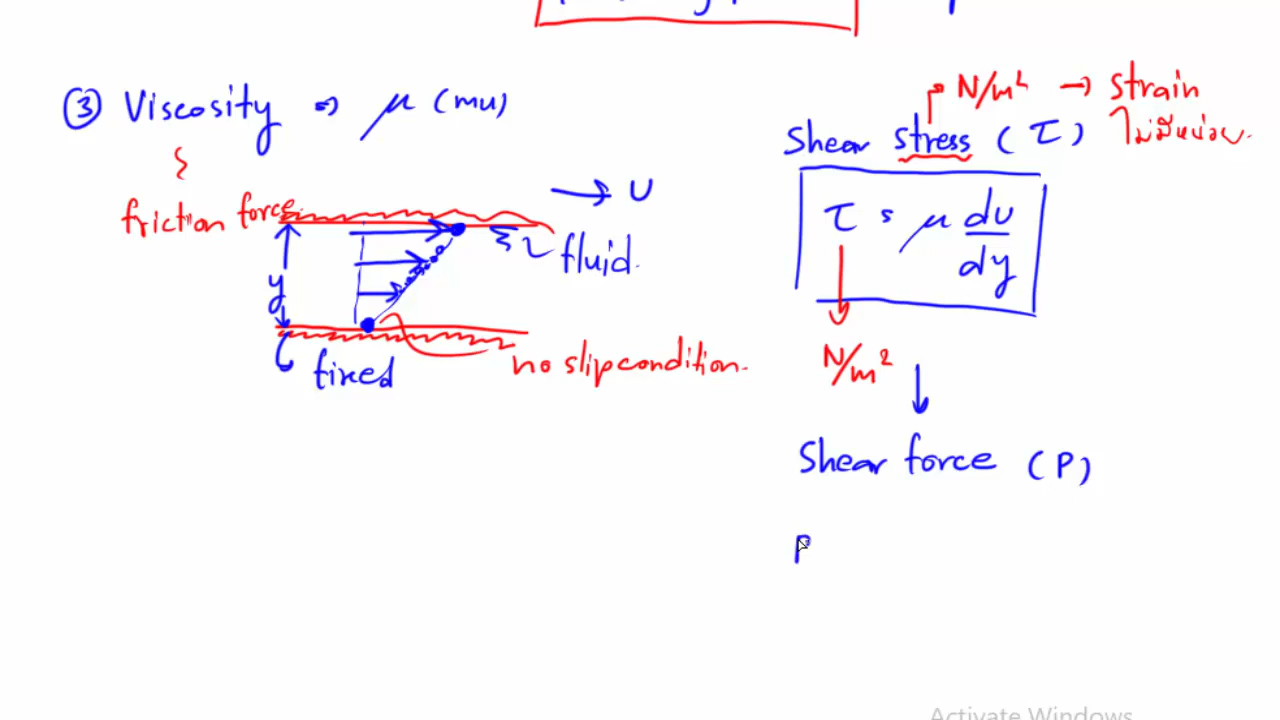 ③ Viscosity ⇒ μ (mu)
friction force
U
fluid.
y
fixed
no slip condition.
N/m² → strain
ไม่มีหน่วย.
Shear stress (τ)
τ = μ du/dy
N/m²
Shear force (P)
P
Activate Windows